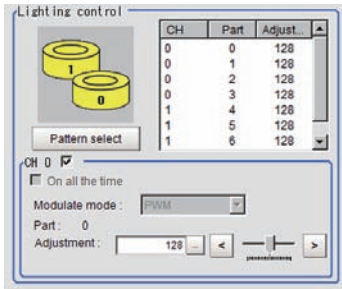 Lighting control
CH Part Adjust...
0 0 128
0 1 128
0 2 128
0 3 128
1 4 128
1 5 128
1 6 128
1
0
Pattern select
CH 0
On all the time
Modulate mode : PWM
Part : 0
Adjustment : 128 ... < >